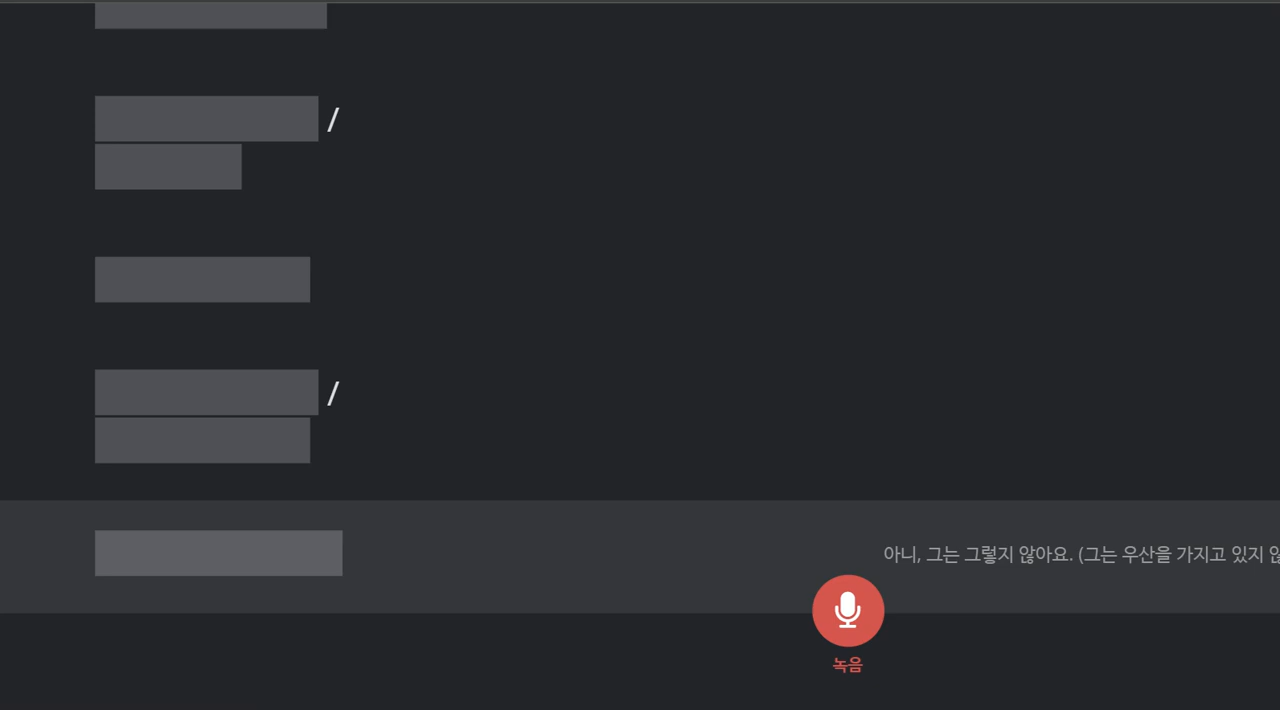 /
/
아니, 그는 그렇지 않아요. (그는 우산을 가지고 있지
녹음